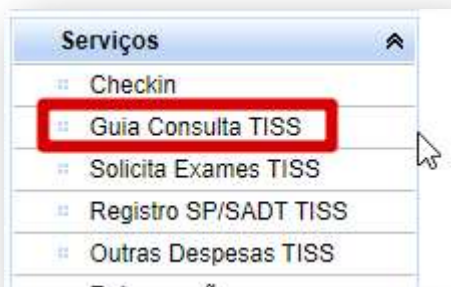 Serviços
Checkin
Guia Consulta TISS
Solicita Exames TISS
Registro SP/SADT TISS
Outras Despesas TISS